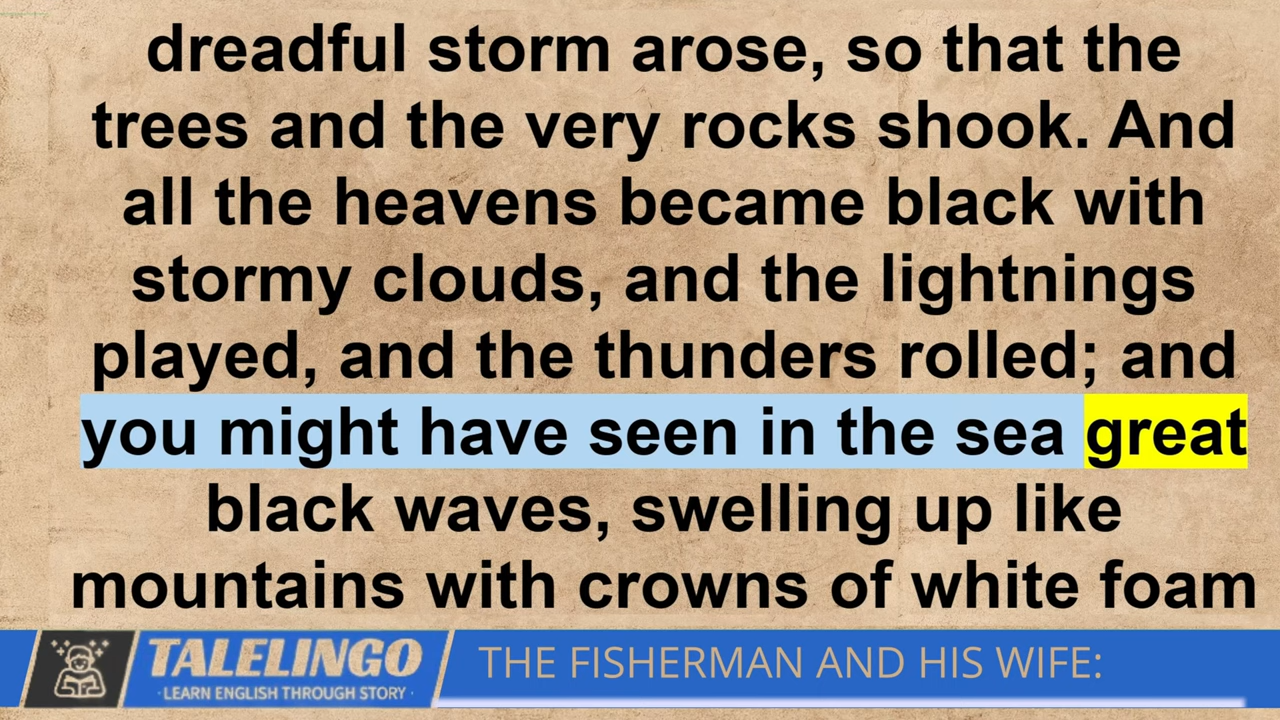 dreadful storm arose, so that the
trees and the very rocks shook. And
all the heavens became black with
stormy clouds, and the lightnings
played, and the thunders rolled; and
you might have seen in the sea great
black waves, swelling up like
mountains with crowns of white foam
TALELINGO
· LEARN ENGLISH THROUGH STORY ·
THE FISHERMAN AND HIS WIFE: